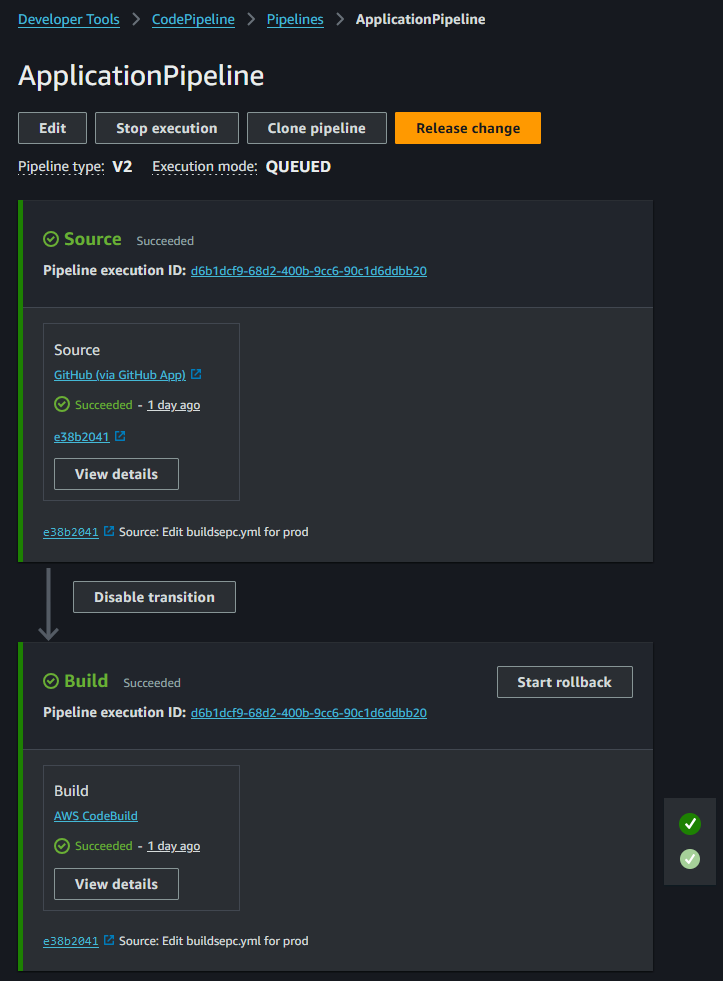 Developer Tools > CodePipeline > Pipelines > ApplicationPipeline
ApplicationPipeline
Edit Stop execution Clone pipeline Release change
Pipeline type: V2 Execution mode: QUEUED
Source Succeeded
Pipeline execution ID: d6b1dcf9-68d2-400b-9cc6-90c1d6ddbb20
Source
GitHub (via GitHub App)
Succeeded - 1 day ago
e38b2041
View details
e38b2041 Source: Edit buildsepc.yml for prod
Disable transition
Build Succeeded
Start rollback
Pipeline execution ID: d6b1dcf9-68d2-400b-9cc6-90c1d6ddbb20
Build
AWS CodeBuild
Succeeded - 1 day ago
View details
e38b2041 Source: Edit buildsepc.yml for prod